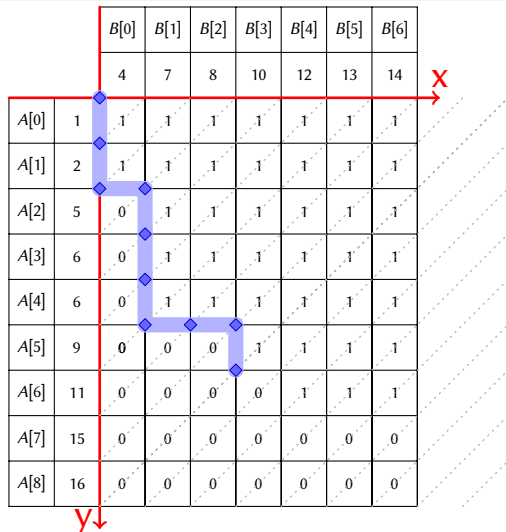 B[0] B[1] B[2] B[3] B[4] B[5] B[6]
4 7 8 10 12 13 14
x
A[0] 1 1 1 1 1 1 1 1
A[1] 2 1 1 1 1 1 1 1
A[2] 5 0 1 1 1 1 1 1
A[3] 6 0 1 1 1 1 1 1
A[4] 6 0 1 1 1 1 1 1
A[5] 9 0 0 0 1 1 1 1
A[6] 11 0 0 0 0 1 1 1
A[7] 15 0 0 0 0 0 0 0
A[8] 16 0 0 0 0 0 0 0
y